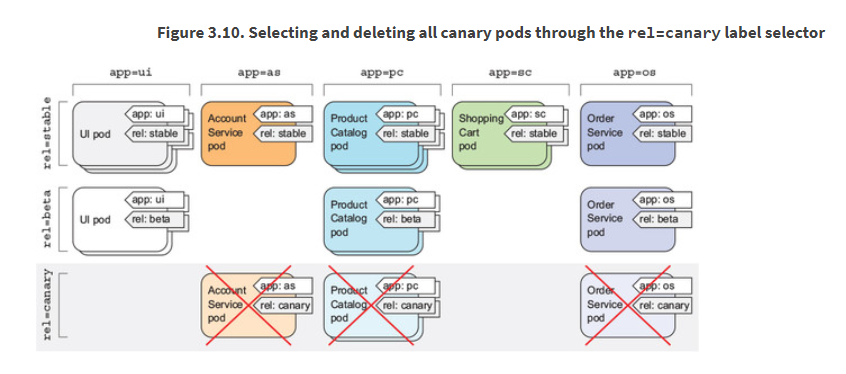 Figure 3.10. Selecting and deleting all canary pods through the rel=canary label selector
app=ui
app=as
app=pc
app=sc
app=os
rel=stable
UI pod
app: ui
rel: stable
Account
Service
pod
app: as
rel: stable
Product
Catalog
pod
app: pc
rel: stable
Shopping
Cart
pod
app: sc
rel: stable
Order
Service
pod
app: os
rel: stable
rel=beta
UI pod
app: ui
rel: beta
Product
Catalog
pod
app: pc
rel: beta
Order
Service
pod
app: os
rel: beta
rel=canary
Account
Service
pod
app: as
rel: canary
Product
Catalog
pod
app: pc
rel: canary
Order
Service
pod
app: os
rel: canary